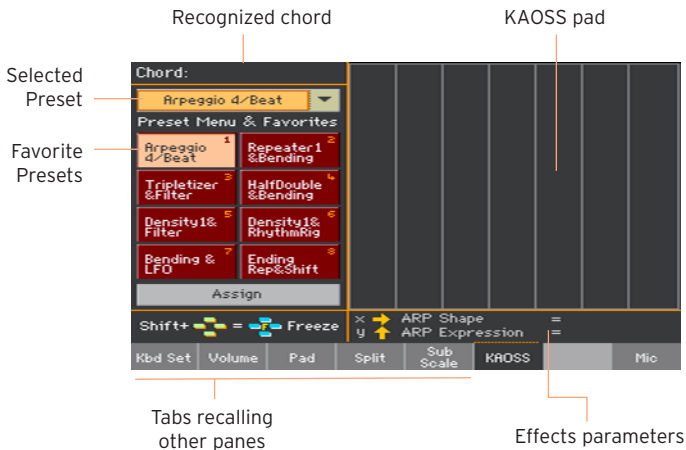 Recognized chord
KAOSS pad
Selected
Preset
Favorite
Presets
Chord:
Arpeggio 4/Beat
Preset Menu & Favorites
Arpeggio 1
4/Beat
Repeater1 2
&Bending
Tripletizer 3
&Filter
HalfDouble 4
&Bending
Density1& 5
Filter
Density1& 6
RhythmRig
Bending & 7
LFO
Ending 8
Rep&Shift
Assign
Shift+ = F Freeze
x ARP Shape =
y ARP Expression =
Kbd Set Volume Pad Split Sub Scale KAOSS Mic
Tabs recalling
other panes
Effects parameters